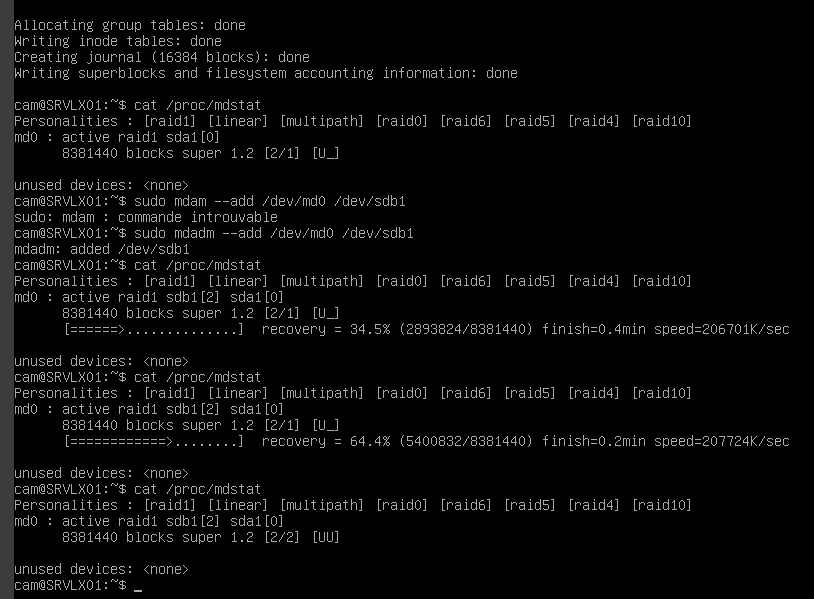 Allocating group tables: done
Writing inode tables: done
Creating journal (16384 blocks): done
Writing superblocks and filesystem accounting information: done
cam@SRVLX01:~$ cat /proc/mdstat
Personalities : [raid1] [linear] [multipath] [raid0] [raid6] [raid5] [raid4] [raid10]
md0 : active raid1 sda1[0]
8381440 blocks super 1.2 [2/1] [U_]
unused devices: <none>
cam@SRVLX01:~$ sudo mdam --add /dev/md0 /dev/sdb1
sudo: mdam : commande introuvable
cam@SRVLX01:~$ sudo mdadm --add /dev/md0 /dev/sdb1
mdadm: added /dev/sdb1
cam@SRVLX01:~$ cat /proc/mdstat
Personalities : [raid1] [linear] [multipath] [raid0] [raid6] [raid5] [raid4] [raid10]
md0 : active raid1 sdb1[2] sda1[0]
8381440 blocks super 1.2 [2/1] [U_]
[======>..............] recovery = 34.5% (2893824/8381440) finish=0.4min speed=206701K/sec
unused devices: <none>
cam@SRVLX01:~$ cat /proc/mdstat
Personalities : [raid1] [linear] [multipath] [raid0] [raid6] [raid5] [raid4] [raid10]
md0 : active raid1 sdb1[2] sda1[0]
8381440 blocks super 1.2 [2/1] [U_]
[============>........] recovery = 64.4% (5400832/8381440) finish=0.2min speed=207724K/sec
unused devices: <none>
cam@SRVLX01:~$ cat /proc/mdstat
Personalities : [raid1] [linear] [multipath] [raid0] [raid6] [raid5] [raid4] [raid10]
md0 : active raid1 sdb1[2] sda1[0]
8381440 blocks super 1.2 [2/2] [UU]
unused devices: <none>
cam@SRVLX01:~$ _